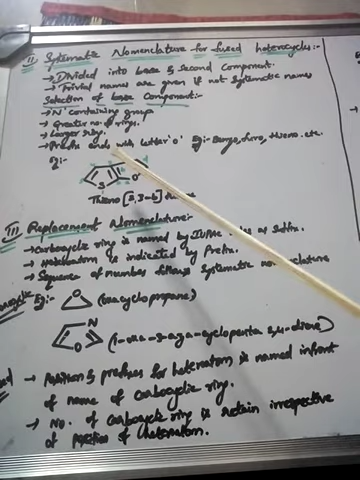 II) Systematic Nomenclature for fused heterocycles:-
→ Divided into base & second component.
→ Trivial names are given if not systematic names
Selection of base component:-
→ 'N' containing group
→ Greater no. of rings.
→ Larger ring.
→ Prefix ends with letter 'o' Eg:- Benzo, furo, thieno.. etc.
Eg:-
S O
Thieno [2,3-b]
III) Replacement Nomenclature:-
→ Carbocyclic ring is named by IUPAC as suffix.
→ Heteroatom is indicated by Prefix.
→ Sequence of number follows systematic nomenclature
Eg:- O (oxacyclopropane)
N O (1-oxa-3-aza-cyclopenta 2,4-diene)
→ Position & prefixes for heteroatom is named infront
of name of carbocyclic ring.
→ No. of carbocyclic ring is retain irrespective
of position of heteroatom.